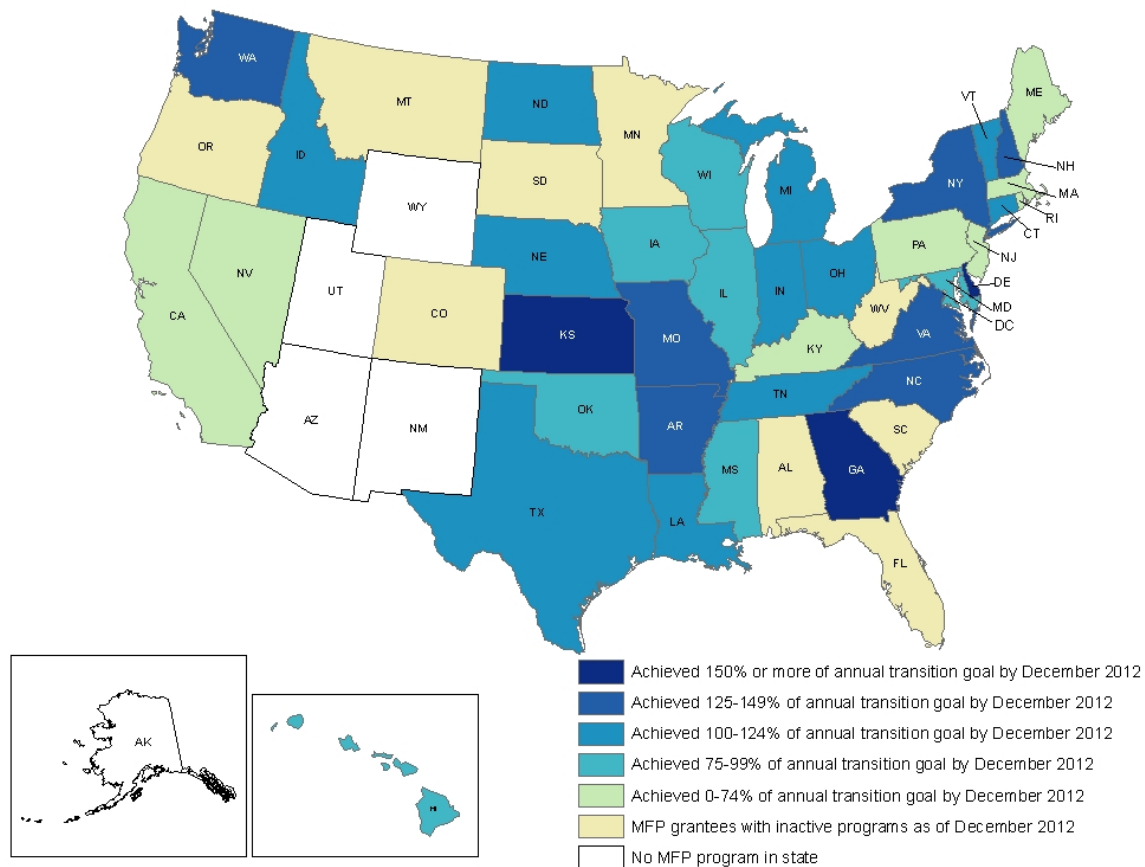 WA
MT
ND
MN
ME
VT
OR
ID
SD
WI
MI
NY
NH
MA
WY
RI
CT
IA
PA
NJ
NV
NE
OH
DE
UT
IL
IN
MD
CA
CO
WV
DC
KS
MO
VA
KY
NC
TN
OK
AZ
NM
AR
SC
MS
AL
GA
TX
LA
FL
AK
HI
Achieved 150% or more of annual transition goal by December 2012
Achieved 125-149% of annual transition goal by December 2012
Achieved 100-124% of annual transition goal by December 2012
Achieved 75-99% of annual transition goal by December 2012
Achieved 0-74% of annual transition goal by December 2012
MFP grantees with inactive programs as of December 2012
No MFP program in state